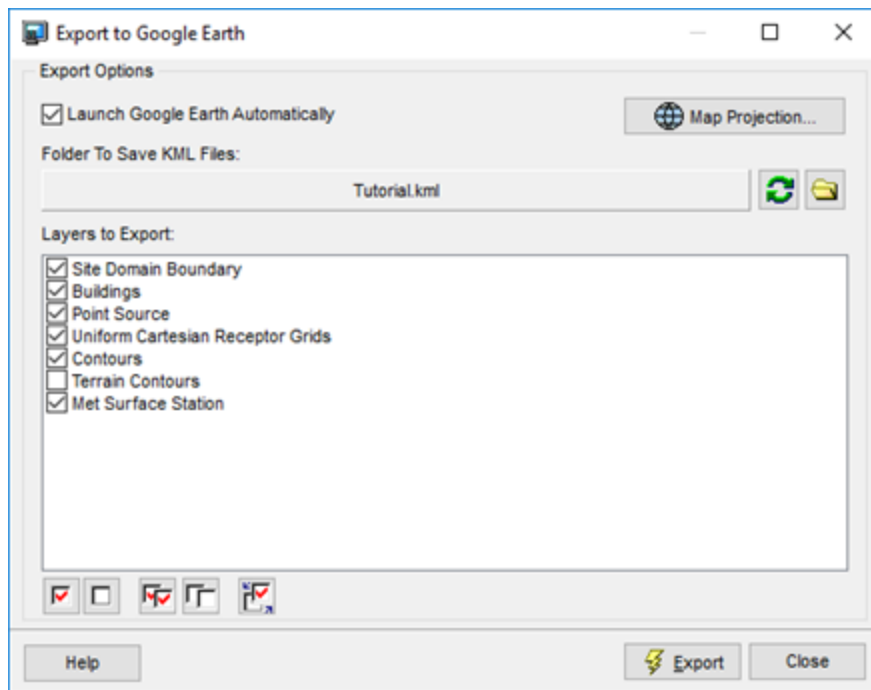 Export to Google Earth
Export Options
Launch Google Earth Automatically
Map Projection...
Folder To Save KML Files:
Tutorial.kml
Layers to Export:
Site Domain Boundary
Buildings
Point Source
Uniform Cartesian Receptor Grids
Contours
Terrain Contours
Met Surface Station
Help
Export
Close